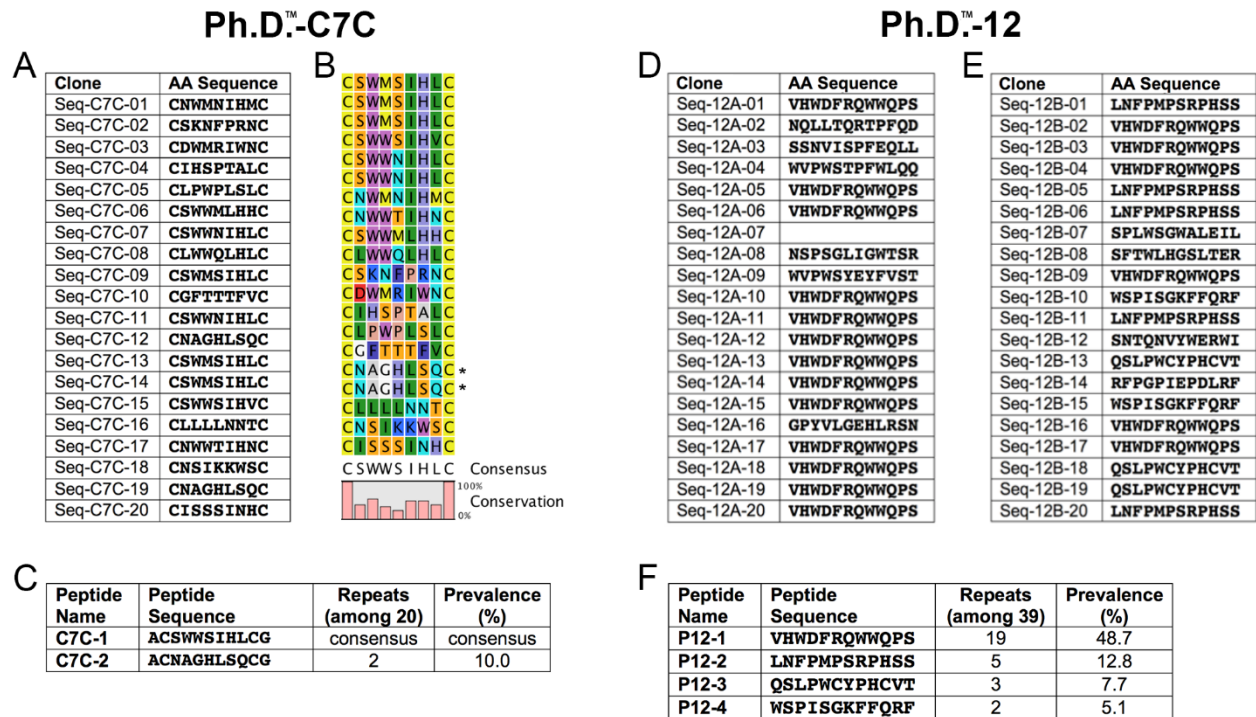 Ph.D.™-C7C
A
Clone AA Sequence
Seq-C7C-01 CNWMNIHMC
Seq-C7C-02 CSKNFPRNC
Seq-C7C-03 CDWMRIWNC
Seq-C7C-04 CIHSPTALC
Seq-C7C-05 CLPWPLSLC
Seq-C7C-06 CSWWMLHHC
Seq-C7C-07 CSWWNIHLC
Seq-C7C-08 CLWWQLHLC
Seq-C7C-09 CSWMSIHLC
Seq-C7C-10 CGFTTTFVC
Seq-C7C-11 CSWWNIHLC
Seq-C7C-12 CNAGHLSQC
Seq-C7C-13 CSWMSIHLC
Seq-C7C-14 CSWMSIHLC
Seq-C7C-15 CSWWSIHVC
Seq-C7C-16 CLLLLNNTC
Seq-C7C-17 CNWWTIHNC
Seq-C7C-18 CNSIKKWSC
Seq-C7C-19 CNAGHLSQC
Seq-C7C-20 CISSSINHC
B
CSWMSIHLC
CSWMSIHLC
CSWMSIHLC
CSWWSIHVC
CSWWNIHLC
CSWWNIHLC
CNWMNIHMC
CNWWTIHNC
CSWWMLHHC
CLWWQLHLC
CSKNFPRNC
CDWMRIWNC
CIHSPTALC
CLPWPLSLC
CGFTTTFVC
CNAGHLSQC *
CNAGHLSQC *
CLLLLNNTC
CNSIKKWSC
CISSSINHC
CSWWSIHLC Consensus
100%
Conservation
0%
C
Peptide Name Peptide Sequence Repeats (among 20) Prevalence (%)
C7C-1 ACSWWSIHLCG consensus consensus
C7C-2 ACNAGHLSQCG 2 10.0
Ph.D.™-12
D
Clone AA Sequence
Seq-12A-01 VHWDFRQWWQPS
Seq-12A-02 NQLLTQRTPFQD
Seq-12A-03 SSNVISPFEQLL
Seq-12A-04 WVPWSTPFWLQQ
Seq-12A-05 VHWDFRQWWQPS
Seq-12A-06 VHWDFRQWWQPS
Seq-12A-07
Seq-12A-08 NSPSGLIGWTSR
Seq-12A-09 WVPWSYEYFVST
Seq-12A-10 VHWDFRQWWQPS
Seq-12A-11 VHWDFRQWWQPS
Seq-12A-12 VHWDFRQWWQPS
Seq-12A-13 VHWDFRQWWQPS
Seq-12A-14 VHWDFRQWWQPS
Seq-12A-15 VHWDFRQWWQPS
Seq-12A-16 GPYVLGEHLRSN
Seq-12A-17 VHWDFRQWWQPS
Seq-12A-18 VHWDFRQWWQPS
Seq-12A-19 VHWDFRQWWQPS
Seq-12A-20 VHWDFRQWWQPS
E
Clone AA Sequence
Seq-12B-01 LNFPMPSRPHSS
Seq-12B-02 VHWDFRQWWQPS
Seq-12B-03 VHWDFRQWWQPS
Seq-12B-04 VHWDFRQWWQPS
Seq-12B-05 LNFPMPSRPHSS
Seq-12B-06 LNFPMPSRPHSS
Seq-12B-07 SPLWSGWALEIL
Seq-12B-08 SFTWLHGSLTER
Seq-12B-09 VHWDFRQWWQPS
Seq-12B-10 WSPISGKFFQRF
Seq-12B-11 LNFPMPSRPHSS
Seq-12B-12 SNTQNVYWERWI
Seq-12B-13 QSLPWCYPHCVT
Seq-12B-14 RFPGPIEPDLRF
Seq-12B-15 WSPISGKFFQRF
Seq-12B-16 VHWDFRQWWQPS
Seq-12B-17 VHWDFRQWWQPS
Seq-12B-18 QSLPWCYPHCVT
Seq-12B-19 QSLPWCYPHCVT
Seq-12B-20 LNFPMPSRPHSS
F
Peptide Name Peptide Sequence Repeats (among 39) Prevalence (%)
P12-1 VHWDFRQWWQPS 19 48.7
P12-2 LNFPMPSRPHSS 5 12.8
P12-3 QSLPWCYPHCVT 3 7.7
P12-4 WSPISGKFFQRF 2 5.1